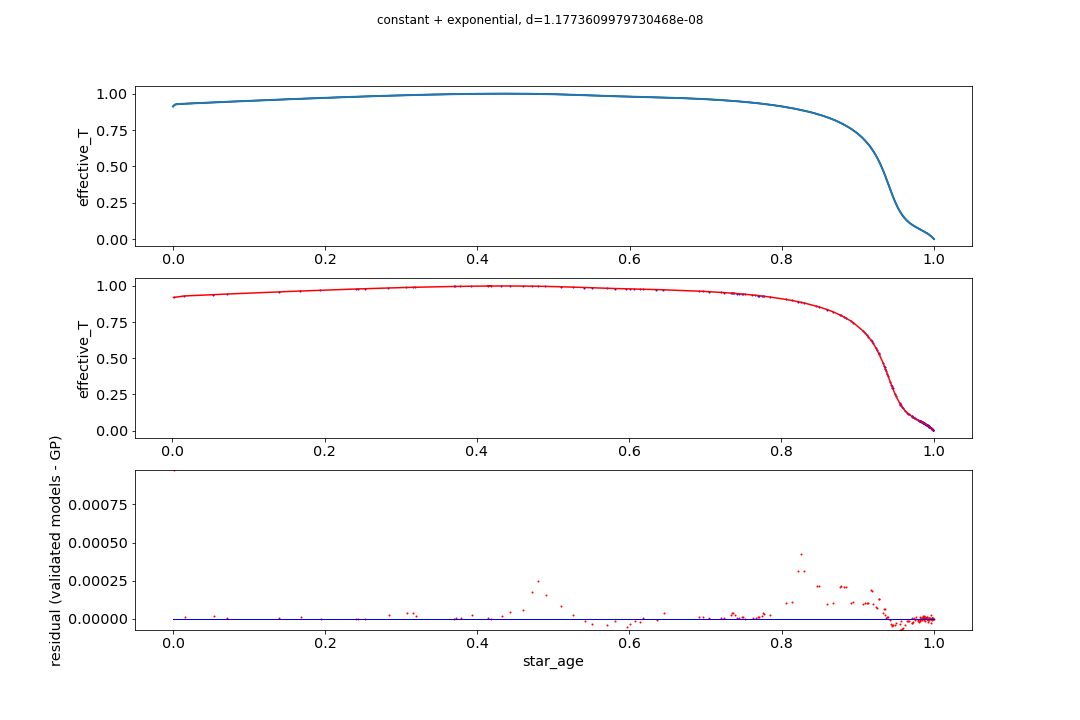 constant + exponential, d=1.1773609979730468e-08
effective_T
1.00
0.75
0.50
0.25
0.00
0.0 0.2 0.4 0.6 0.8 1.0
effective_T
1.00
0.75
0.50
0.25
0.00
0.0 0.2 0.4 0.6 0.8 1.0
residual (validated models - GP)
0.00075
0.00050
0.00025
0.00000
0.0 0.2 0.4 0.6 0.8 1.0
star_age